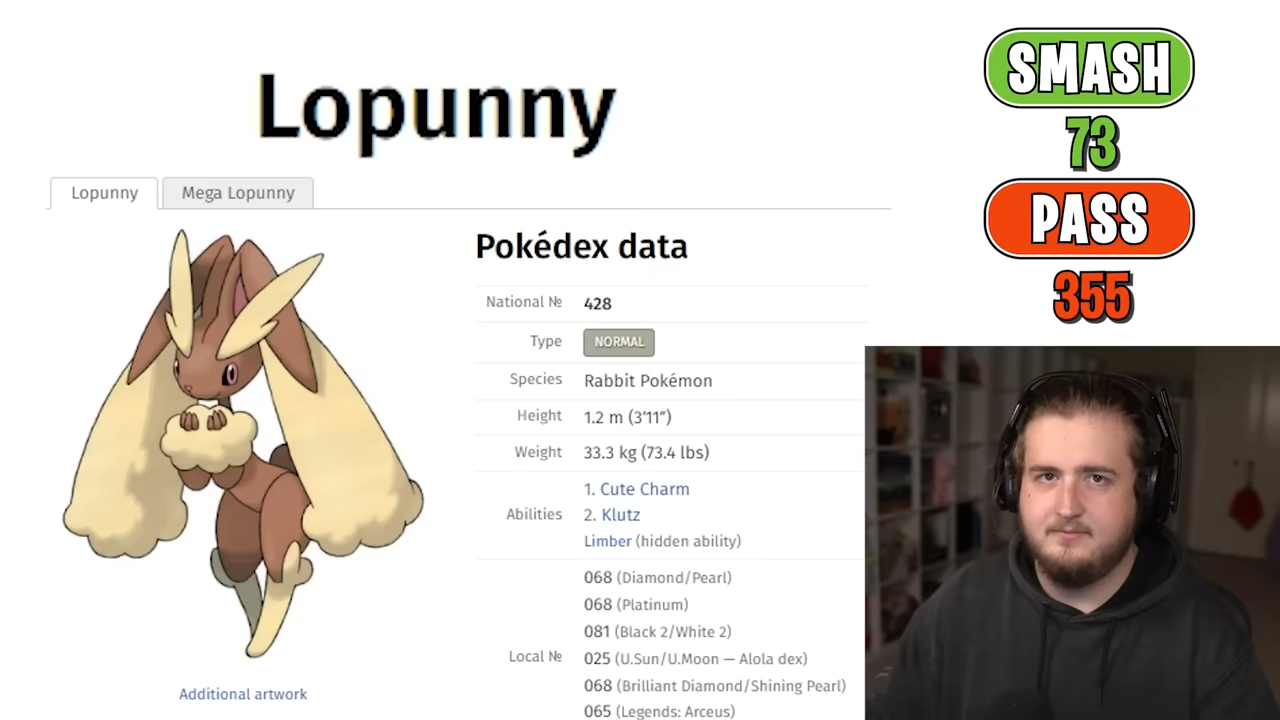 Lopunny
Lopunny
Mega Lopunny
Pokédex data
National №
428
Type
NORMAL
Species
Rabbit Pokémon
Height
1.2 m (3′11″)
Weight
33.3 kg (73.4 lbs)
Abilities
1. Cute Charm
2. Klutz
Limber (hidden ability)
Local №
068 (Diamond/Pearl)
068 (Platinum)
081 (Black 2/White 2)
025 (U.Sun/U.Moon — Alola dex)
068 (Brilliant Diamond/Shining Pearl)
065 (Legends: Arceus)
Additional artwork
SMASH
73
PASS
355